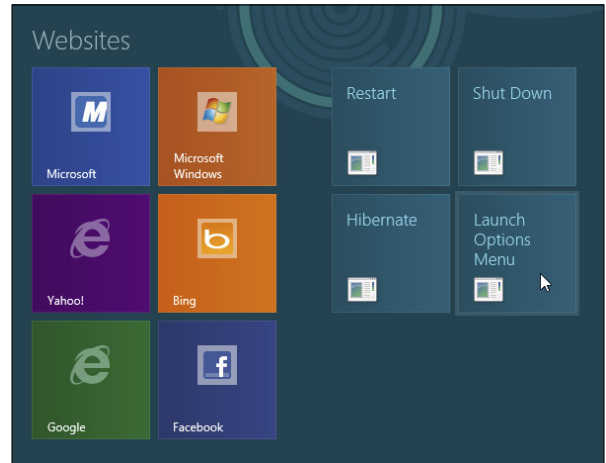 Websites
Microsoft
Microsoft
Windows
Yahoo!
Bing
Google
Facebook
Restart
Shut Down
Hibernate
Launch
Options
Menu